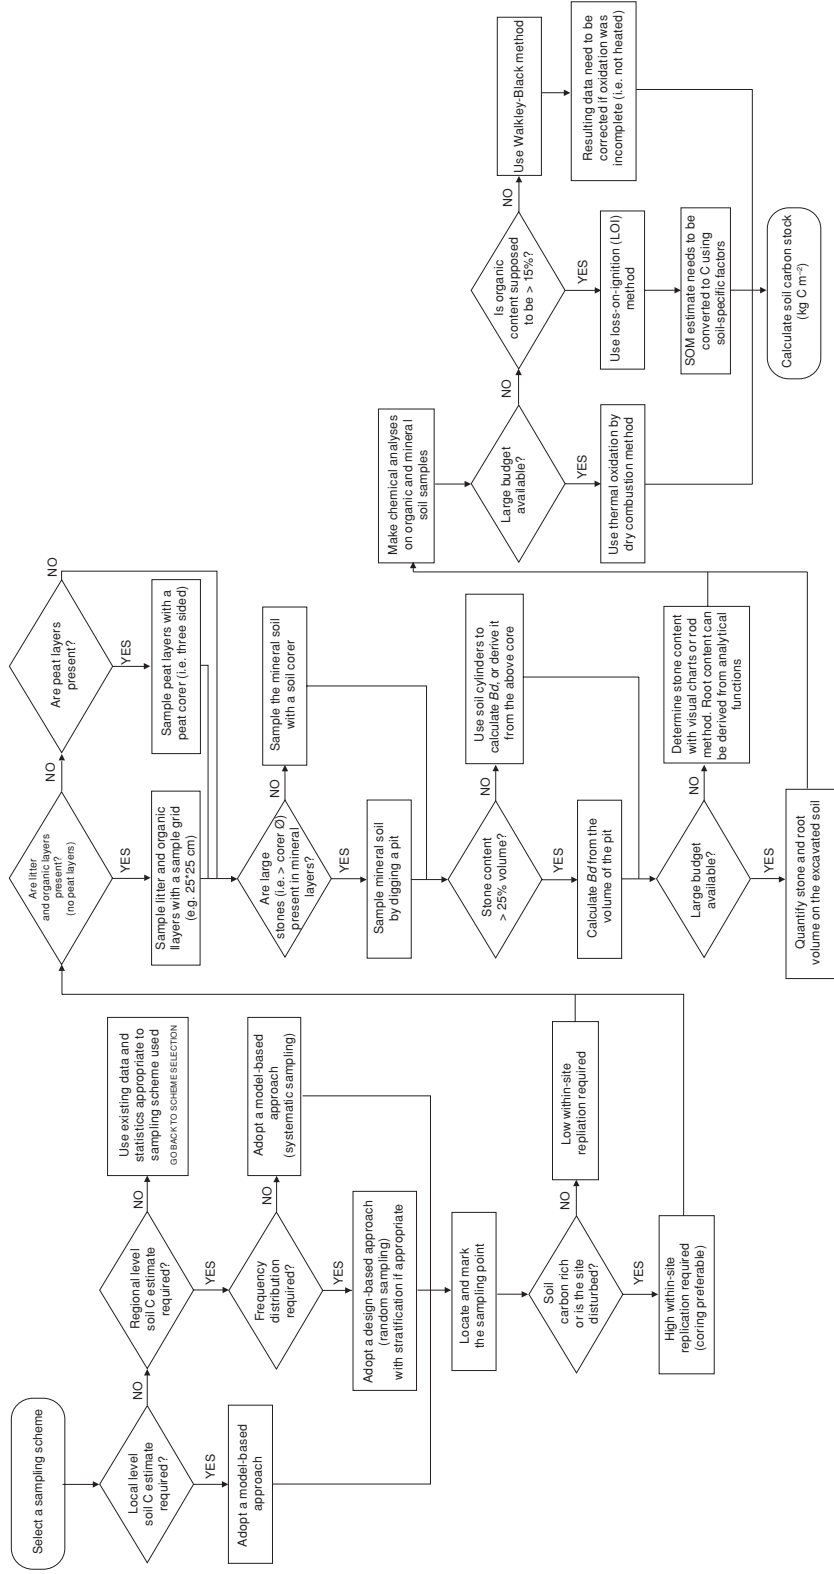 Select a sampling scheme
Local level
soil C estimate
required?
NO
YES
Adopt a model-based
approach
Regional level
soil C estimate
required?
NO
YES
Use existing data and
statistics appropriate to
sampling scheme used
GO BACK TO SCHEME SELECTION
Frequency
distribution
required?
NO
YES
Adopt a model-based
approach
(systematic sampling)
Adopt a design-based approach
(random sampling)
with stratification if appropriate
Locate and mark
the sampling point
Soil
carbon rich
or is the site
disturbed?
NO
YES
Low within-site
repliation required
High within-site
replication required
(coring preferable)
Are litter
and organic layers
present?
(no peat layers)
NO
YES
Are peat layers
present?
NO
YES
Sample litter and organic
llayers with a sample grid
(e.g. 25*25 cm)
Sample peat layers with a
peat corer (i.e. three sided)
Are large
stones (i.e. > corer Ø)
present in mineral
layers?
NO
YES
Sample the mineral soil
with a soil corer
Sample mineral soil
by digging a pit
Stone content
> 25% volume?
NO
YES
Use soil cylinders to
calculate Bd, or derive it
from the above core
Calculate Bd from the
volume of the pit
Large budget
available?
NO
YES
Determine stone content
with visual charts or rod
method. Root content can
be derived from analytical
functions
Quantify stone and root
volume on the excavated soil
Make chemical analyses
on organic and mineral
soil samples
Large budget
available?
NO
YES
Use thermal oxidation by
dry combustion method
Is organic
content supposed
to be > 15%?
NO
YES
Use Walkley-Black method
Resulting data need to be
corrected if oxidation was
incomplete (i.e. not heated)
Use loss-on-ignition (LOI)
method
SOM estimate needs to be
converted to C using
soil-specific factors
Calculate soil carbon stock
(kg C m⁻²)